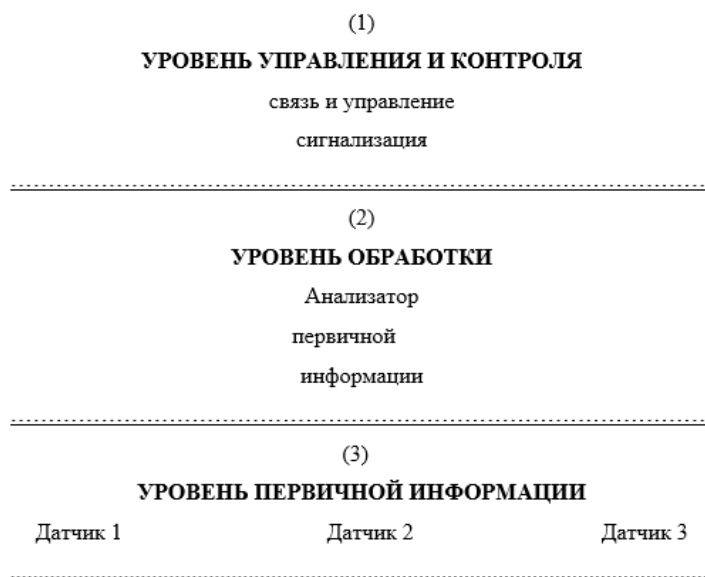 (1)
УРОВЕНЬ УПРАВЛЕНИЯ И КОНТРОЛЯ
связь и управление
сигнализация
(2)
УРОВЕНЬ ОБРАБОТКИ
Анализатор
первичной
информации
(3)
УРОВЕНЬ ПЕРВИЧНОЙ ИНФОРМАЦИИ
Датчик 1 Датчик 2 Датчик 3